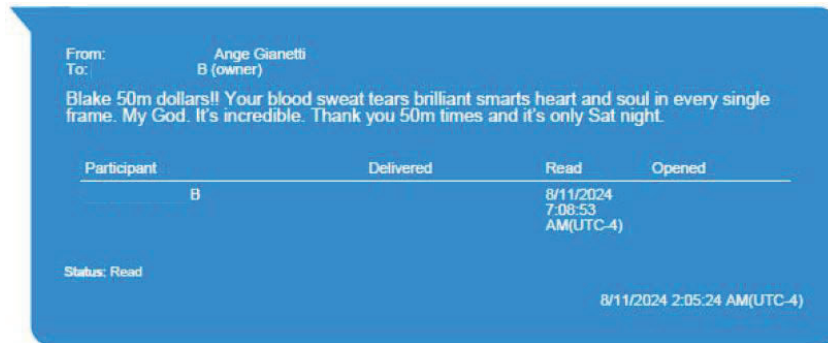 From: Ange Gianetti
To: B (owner)
Blake 50m dollars!! Your blood sweat tears brilliant smarts heart and soul in every single
frame. My God. It's incredible. Thank you 50m times and it's only Sat night.
Participant Delivered Read Opened
B 8/11/2024
7:08:53
AM(UTC-4)
Status: Read
8/11/2024 2:05:24 AM(UTC-4)